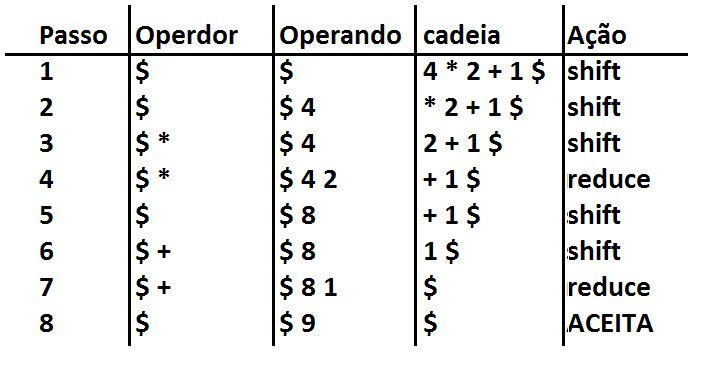 Passo Operdor Operando cadeia Ação
1 $ $ 4 * 2 + 1 $ shift
2 $ $ 4 * 2 + 1 $ shift
3 $ * $ 4 2 + 1 $ shift
4 $ * $ 4 2 + 1 $ reduce
5 $ $ 8 + 1 $ shift
6 $ + $ 8 1 $ shift
7 $ + $ 8 1 $ reduce
8 $ $ 9 $ ACEITA